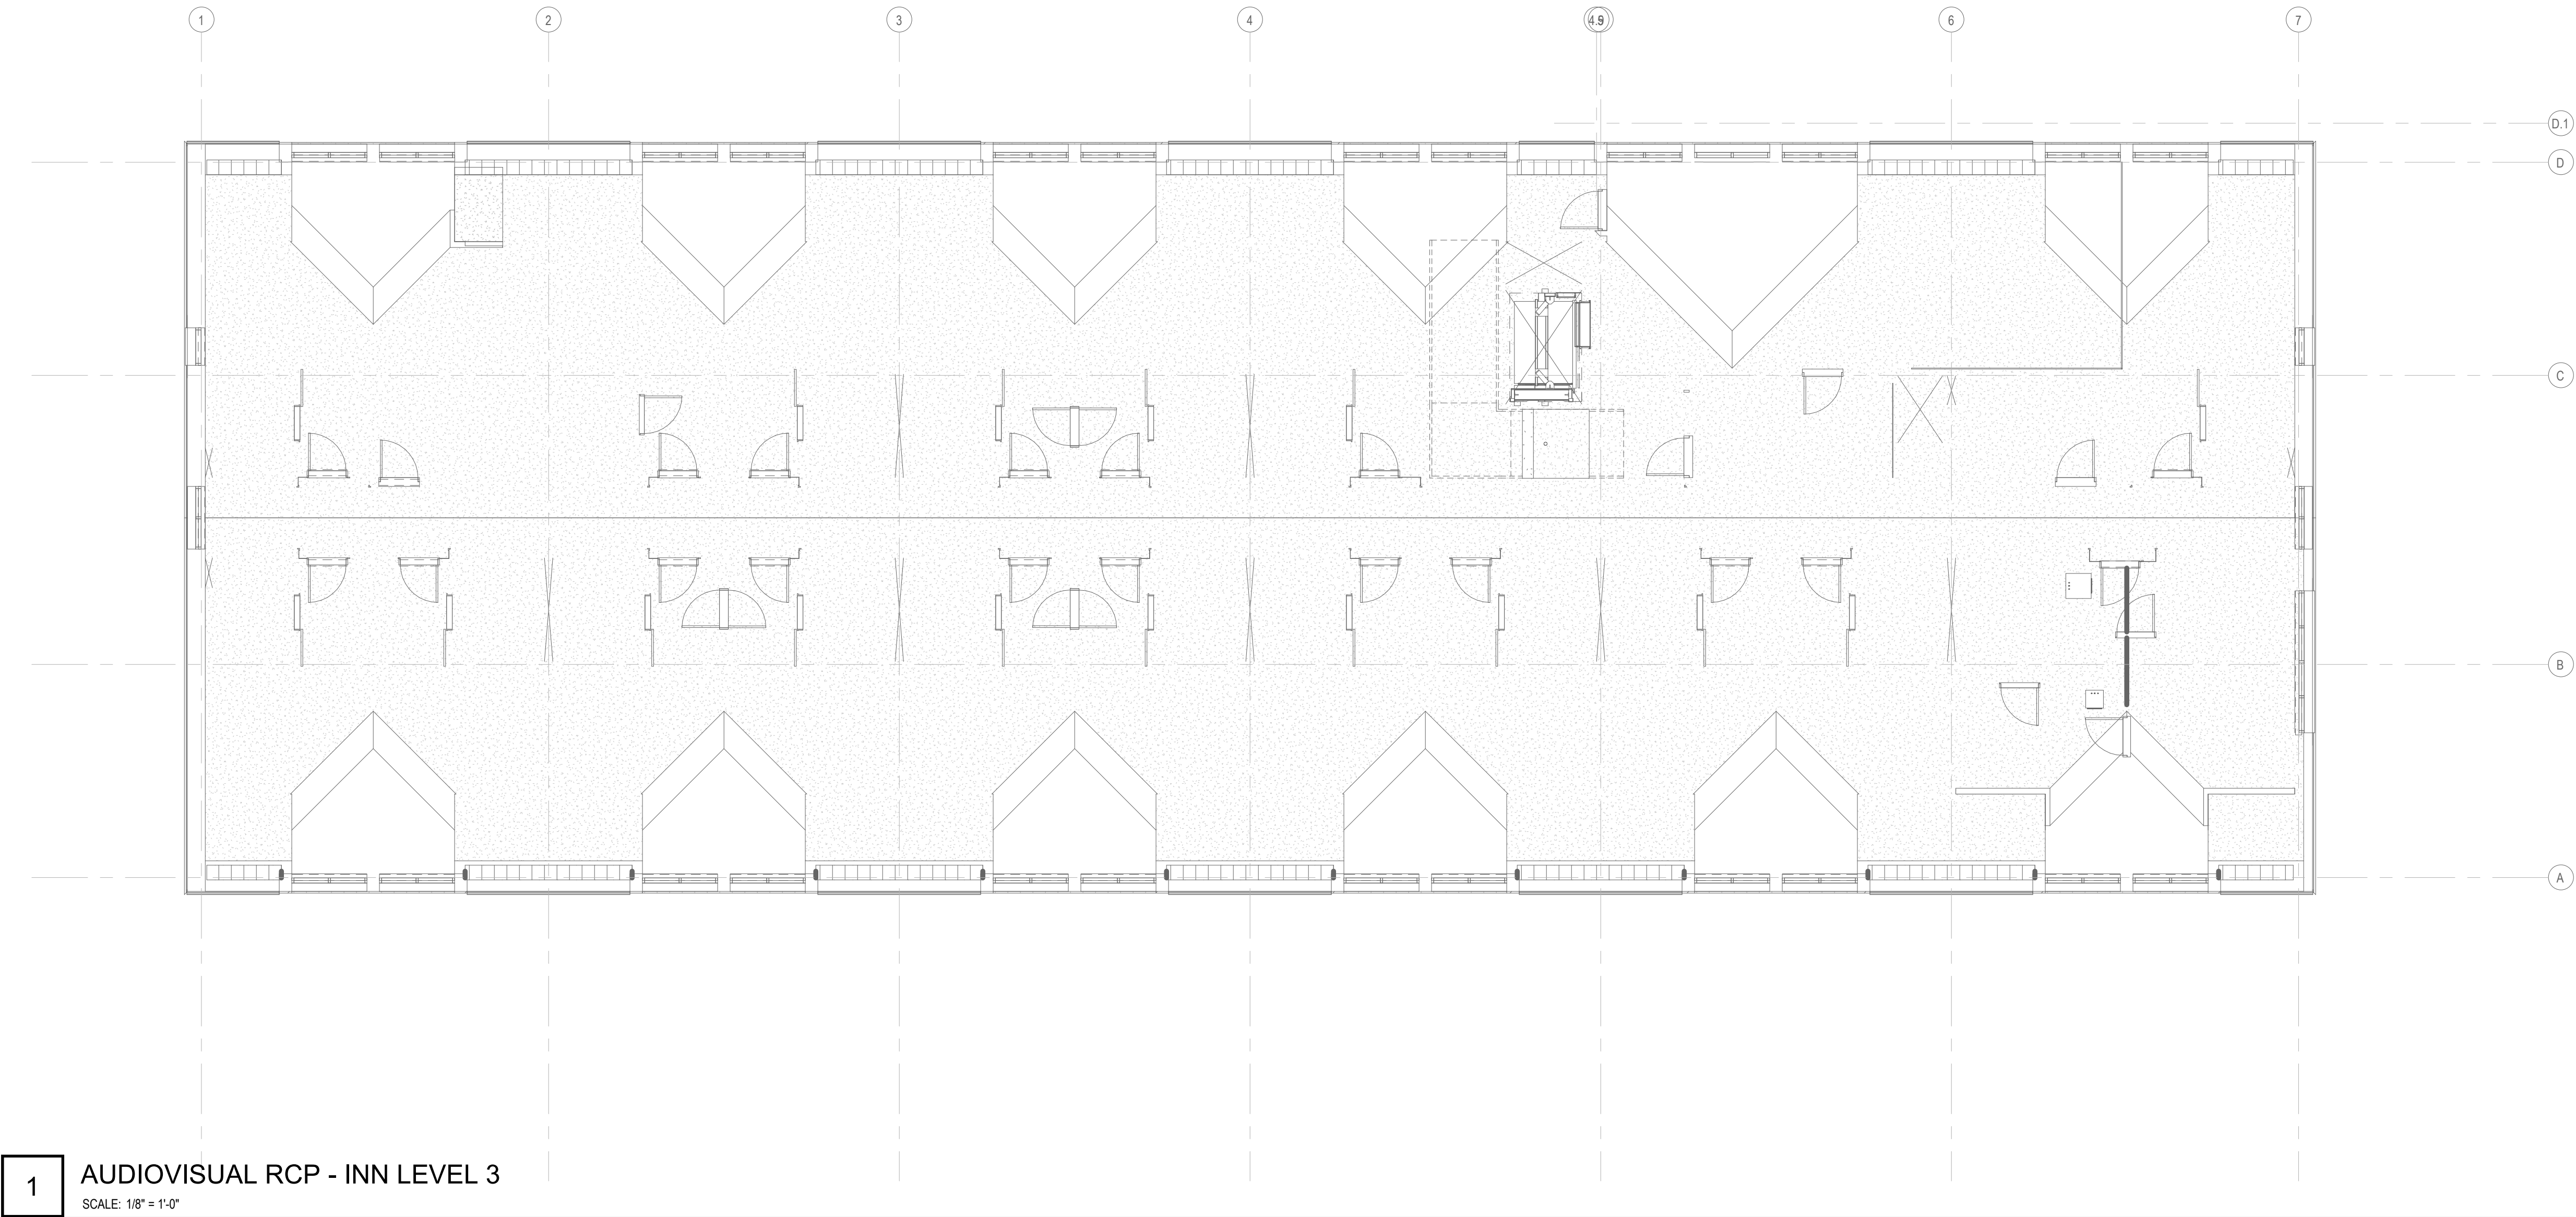 1
2
3
4
4.9
5
6
7
D.1
D
C
B
A
1
AUDIOVISUAL RCP - INN LEVEL 3
SCALE: 1/8" = 1'-0"